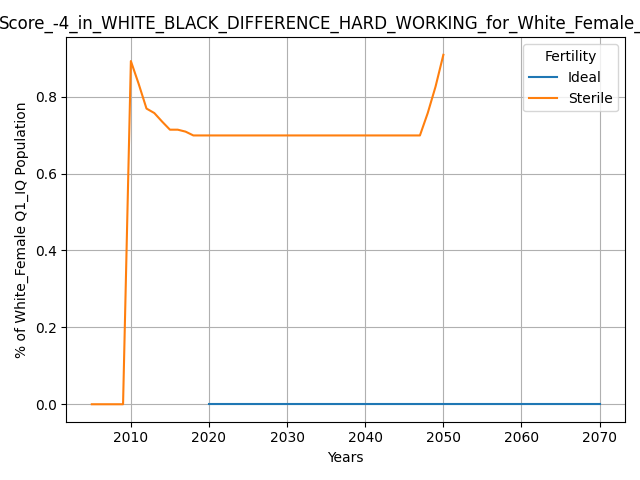 Score_-4_in_WHITE_BLACK_DIFFERENCE_HARD_WORKING_for_White_Female_
Fertility
Ideal
Sterile
% of White_Female Q1_IQ Population
0.8
0.6
0.4
0.2
0.0
2010 2020 2030 2040 2050 2060 2070
Years